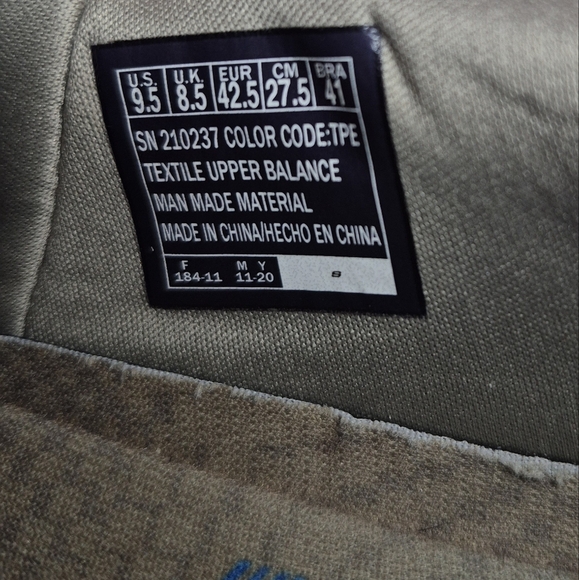 U.S. U.K. EUR CM BRA
9.5 8.5 42.5 27.5 41
SN 210237 COLOR CODE:TPE
TEXTILE UPPER BALANCE
MAN MADE MATERIAL
MADE IN CHINA/HECHO EN CHINA
F M Y
184-11 11-20